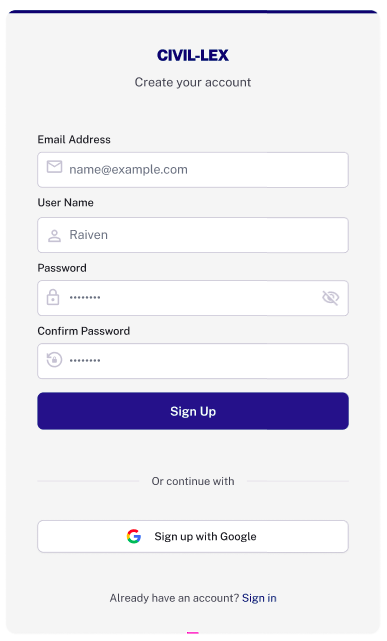 CIVIL-LEX
Create your account
Email Address
name@example.com
User Name
Raiven
Password
••••••••
Confirm Password
••••••••
Sign Up
Or continue with
Sign up with Google
Already have an account? Sign in